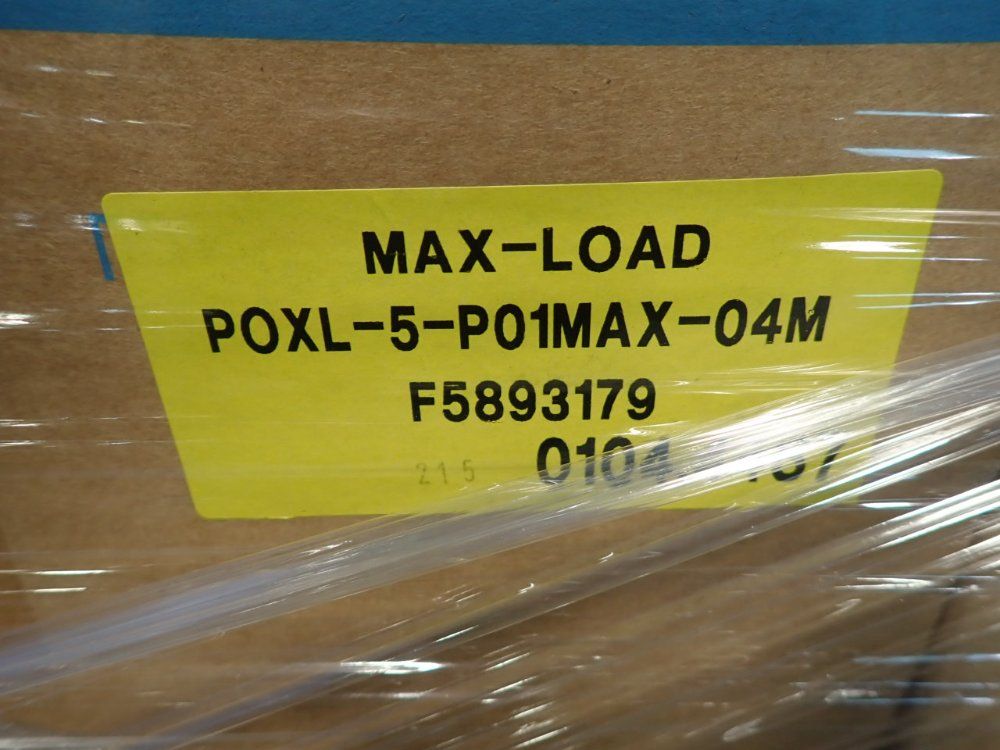 MAX-LOAD
POXL-5-P01MAX-04M
F5893179
215 0104